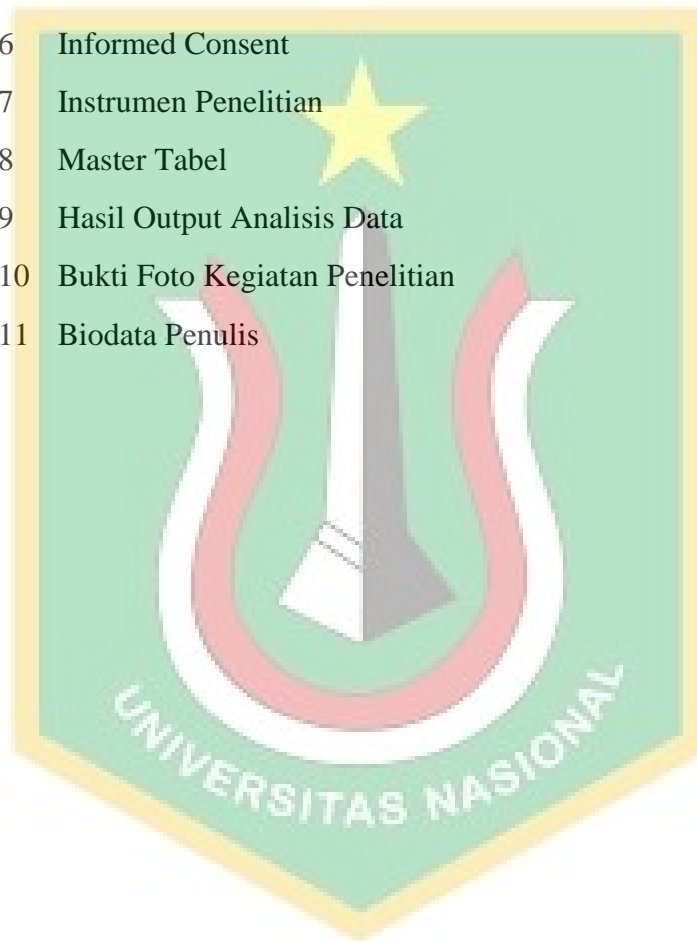 6 Informed Consent
7 Instrumen Penelitian
8 Master Tabel
9 Hasil Output Analisis Data
10 Bukti Foto Kegiatan Penelitian
11 Biodata Penulis
UNIVERSITAS NASIONAL